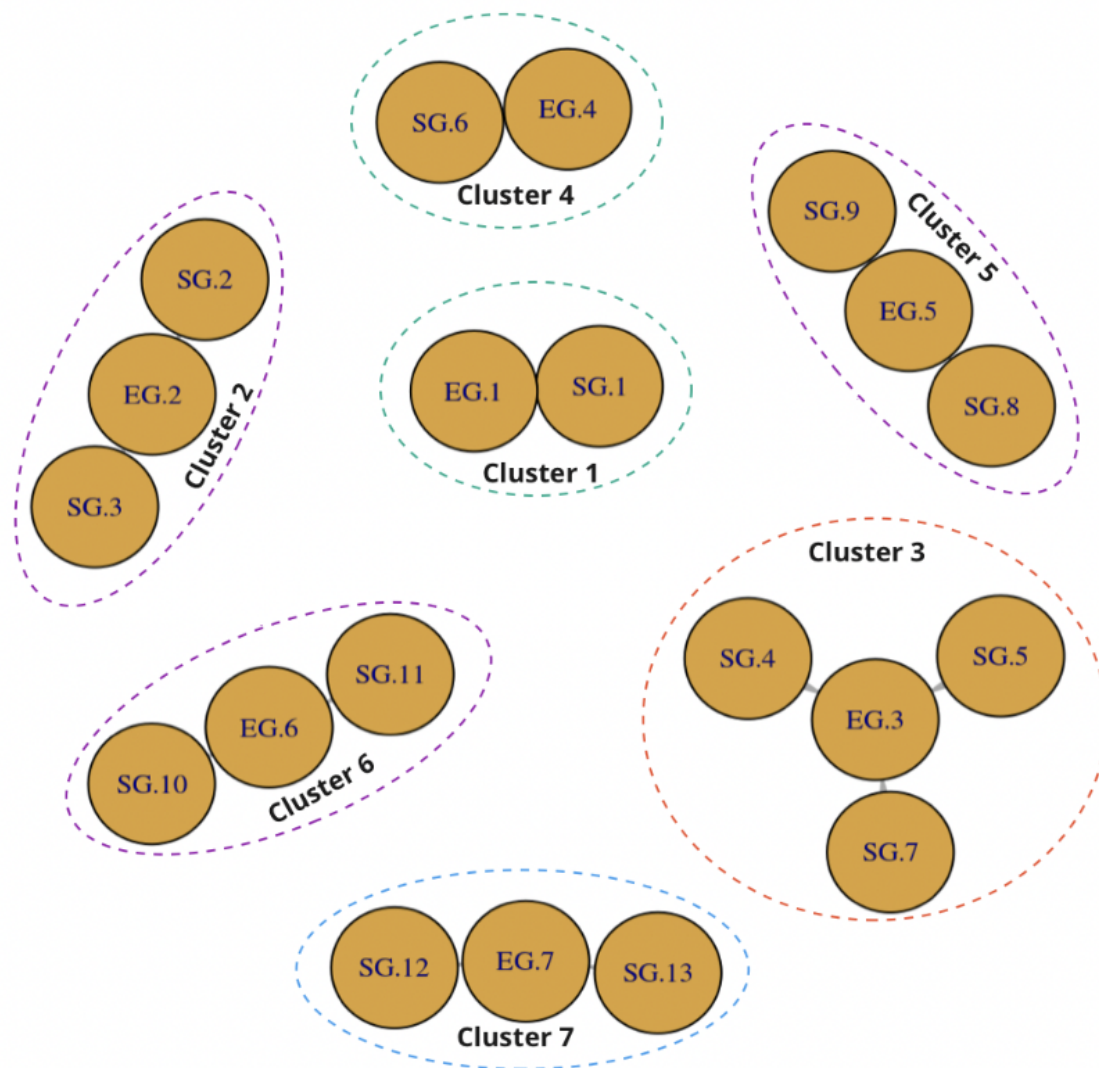 SG.6
EG.4
Cluster 4
SG.9
EG.5
SG.8
Cluster 5
SG.2
EG.2
SG.3
Cluster 2
EG.1
SG.1
Cluster 1
Cluster 3
SG.4
SG.5
EG.3
SG.7
SG.11
EG.6
SG.10
Cluster 6
SG.12
EG.7
SG.13
Cluster 7